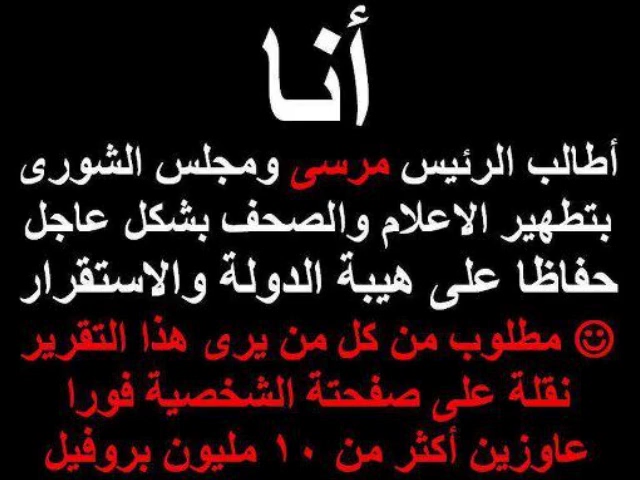 أنا
أطالب الرئيس مرسى ومجلس الشورى
بتطهير الاعلام والصحف بشكل عاجل
حفاظا على هيبة الدولة والاستقرار
☺ مطلوب من كل من يرى هذا التقرير
نقلة على صفحتة الشخصية فورا
عاوزين أكثر من ١٠ مليون بروفيل